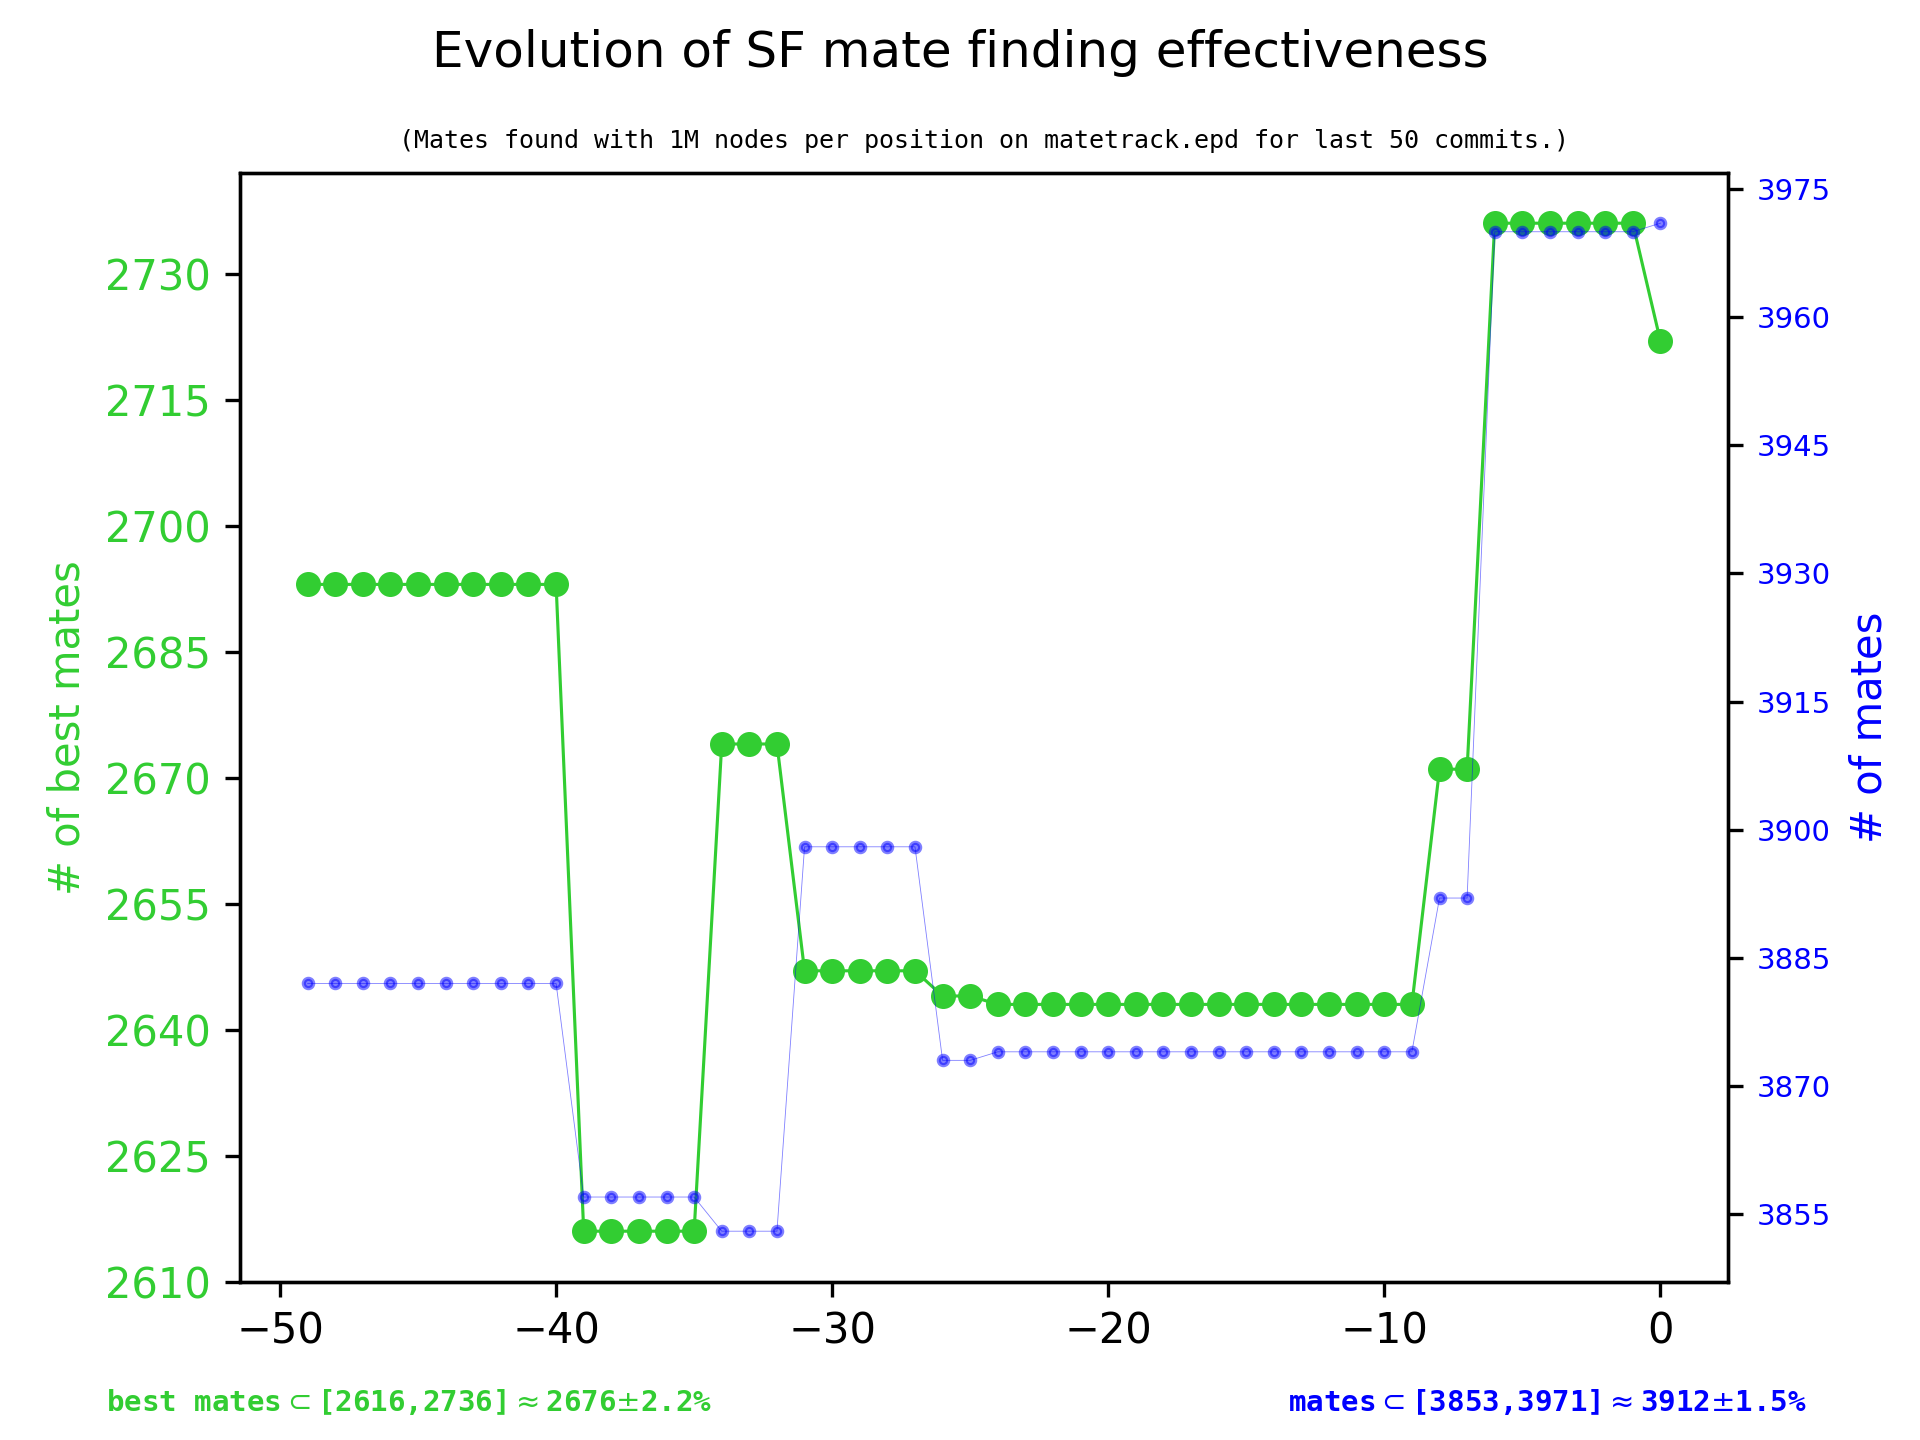 Evolution of SF mate finding effectiveness
(Mates found with 1M nodes per position on matetrack.epd for last 50 commits.)
# of best mates
2730
2715
2700
2685
2670
2655
2640
2625
2610
3975
3960
3945
3930
3915
3900
3885
3870
3855
# of mates
−50 −40 −30 −20 −10 0
best mates ⊂ [2616,2736] ≈ 2676±2.2%
mates ⊂ [3853,3971] ≈ 3912±1.5%